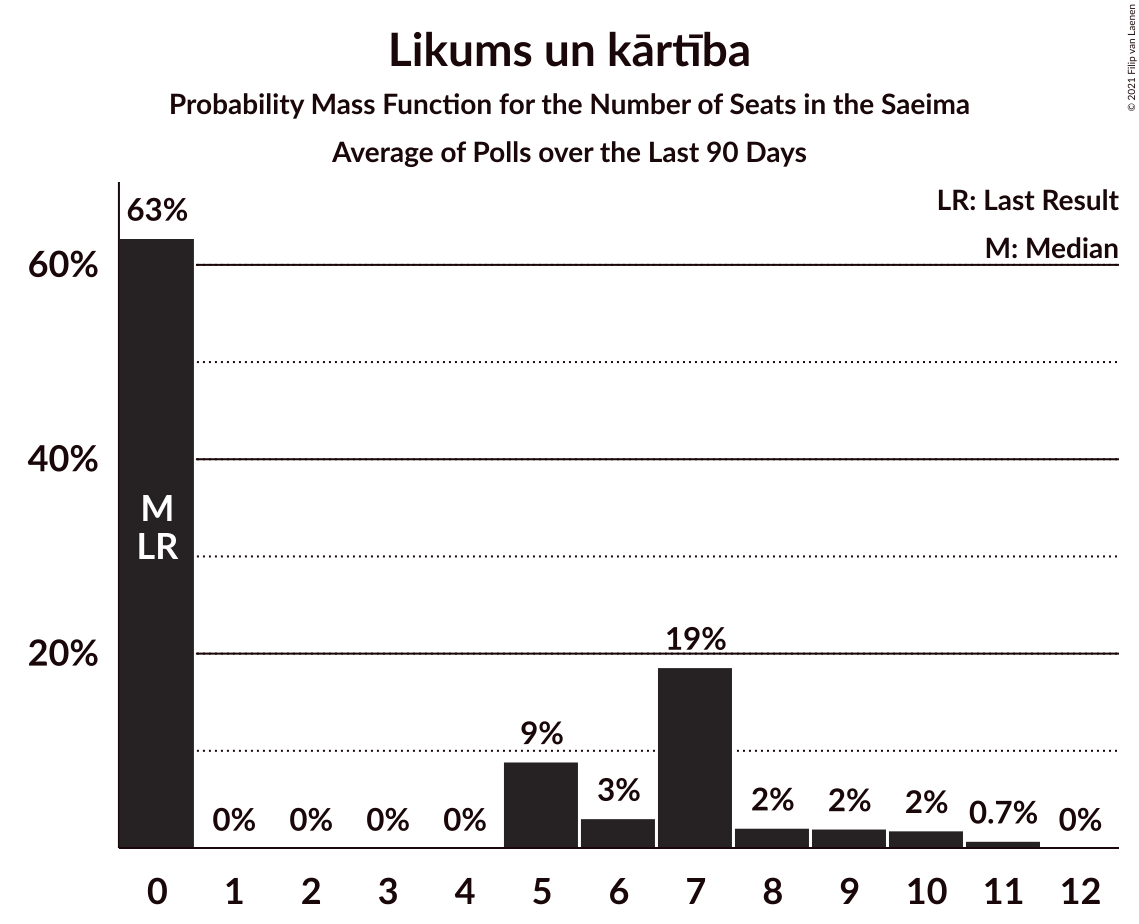 Likums un kārtība
Probability Mass Function for the Number of Seats in the Saeima
Average of Polls over the Last 90 Days
© 2021 Filip van Laenen
LR: Last Result
M: Median
63%
60%
M
LR
40%
20%
0%
0%
0%
0%
9%
3%
19%
2%
2%
2%
0.7%
0%
0 1 2 3 4 5 6 7 8 9 10 11 12